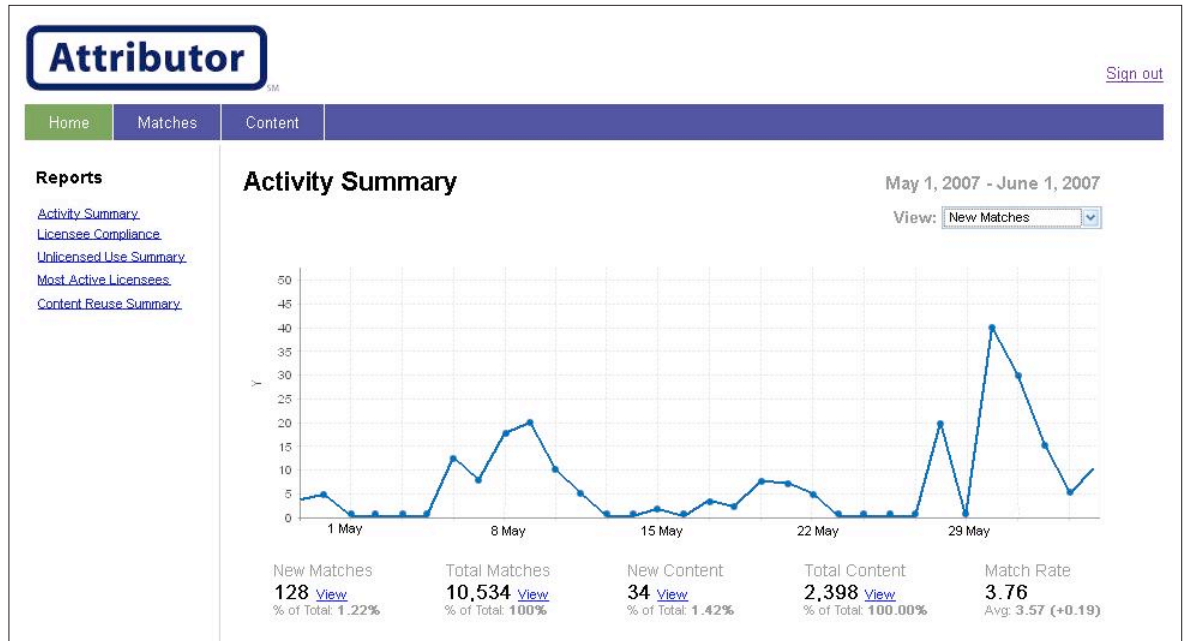 Attributor
SM
Sign out
Home Matches Content
Reports
Activity Summary
Licensee Compliance
Unlicensed Use Summary
Most Active Licensees
Content Reuse Summary
Activity Summary
May 1, 2007 - June 1, 2007
View: New Matches
50
45
40
35
30
25
20
15
10
5
0
Y
1 May 8 May 15 May 22 May 29 May
New Matches
128 View
% of Total: 1.22%
Total Matches
10,534 View
% of Total: 100%
New Content
34 View
% of Total: 1.42%
Total Content
2,398 View
% of Total: 100.00%
Match Rate
3.76
Avg: 3.57 (+0.19)